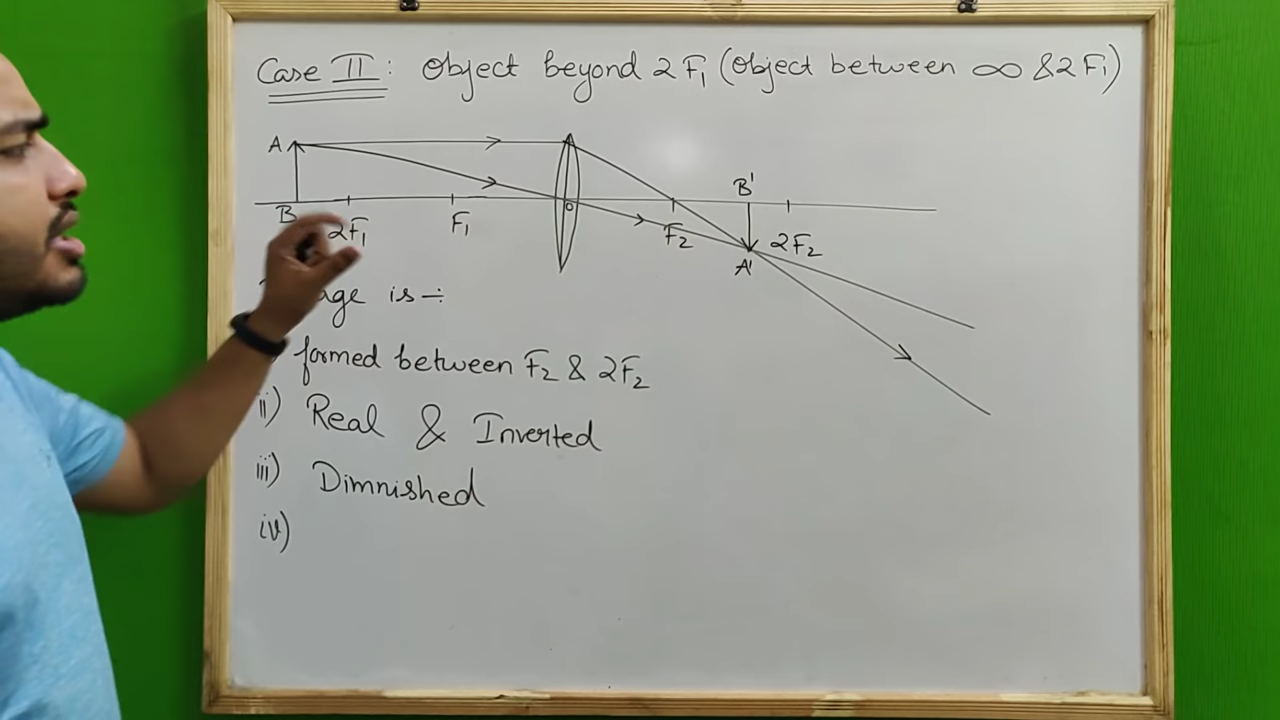 Case II : Object beyond 2F₁ (Object between ∞ & 2F₁)
A
B 2F₁ F₁ O F₂ B' 2F₂
A'
is :-
formed between F₂ & 2F₂
ii) Real & Inverted
iii) Dimnished
iv)